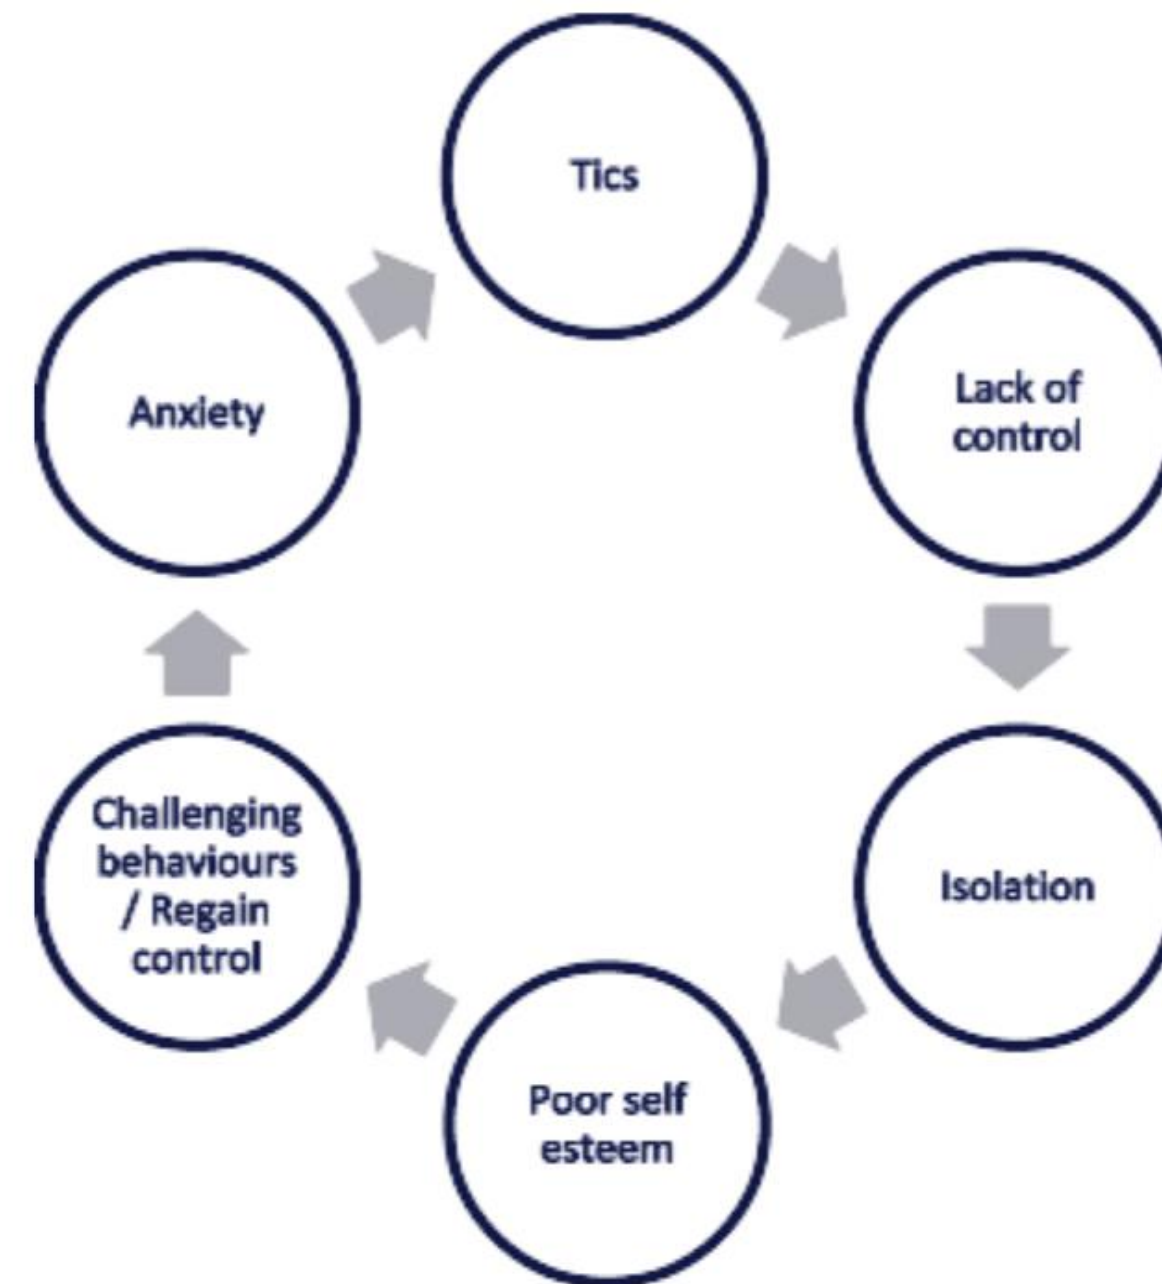 Tics
Lack of
control
Isolation
Poor self
esteem
Challenging
behaviours
/ Regain
control
Anxiety